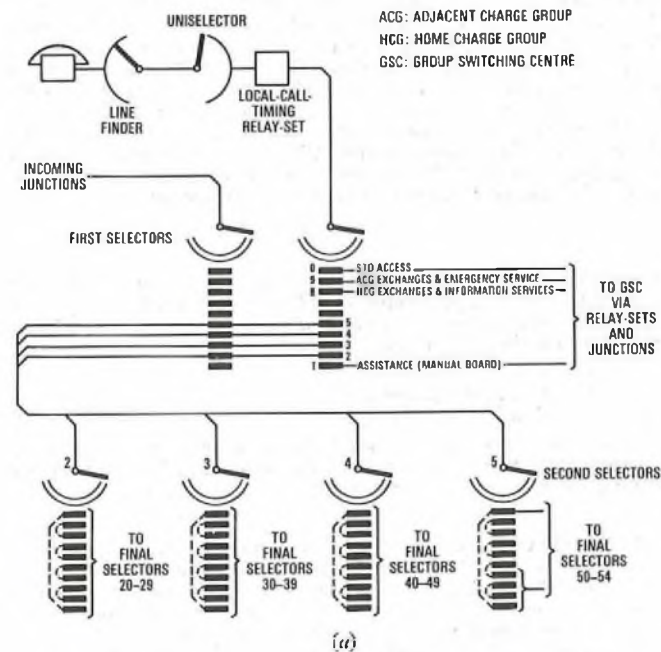 UNISELECTOR
ACG: ADJACENT CHARGE GROUP
HCG: HOME CHARGE GROUP
GSC: GROUP SWITCHING CENTRE
LINE
FINDER
LOCAL-CALL-
TIMING
RELAY-SET
INCOMING
JUNCTIONS
FIRST SELECTORS
0 STD ACCESS
9 ACG EXCHANGES & EMERGENCY SERVICE
8 HCG EXCHANGES & INFORMATION SERVICES
5
4
3
2
1 ASSISTANCE (MANUAL BOARD)
TO GSC
VIA
RELAY-SETS
AND
JUNCTIONS
2
3
4
5
SECOND SELECTORS
TO
FINAL
SELECTORS
20–29
TO
FINAL
SELECTORS
30–39
TO
FINAL
SELECTORS
40–49
TO
FINAL
SELECTORS
50–54
(a)